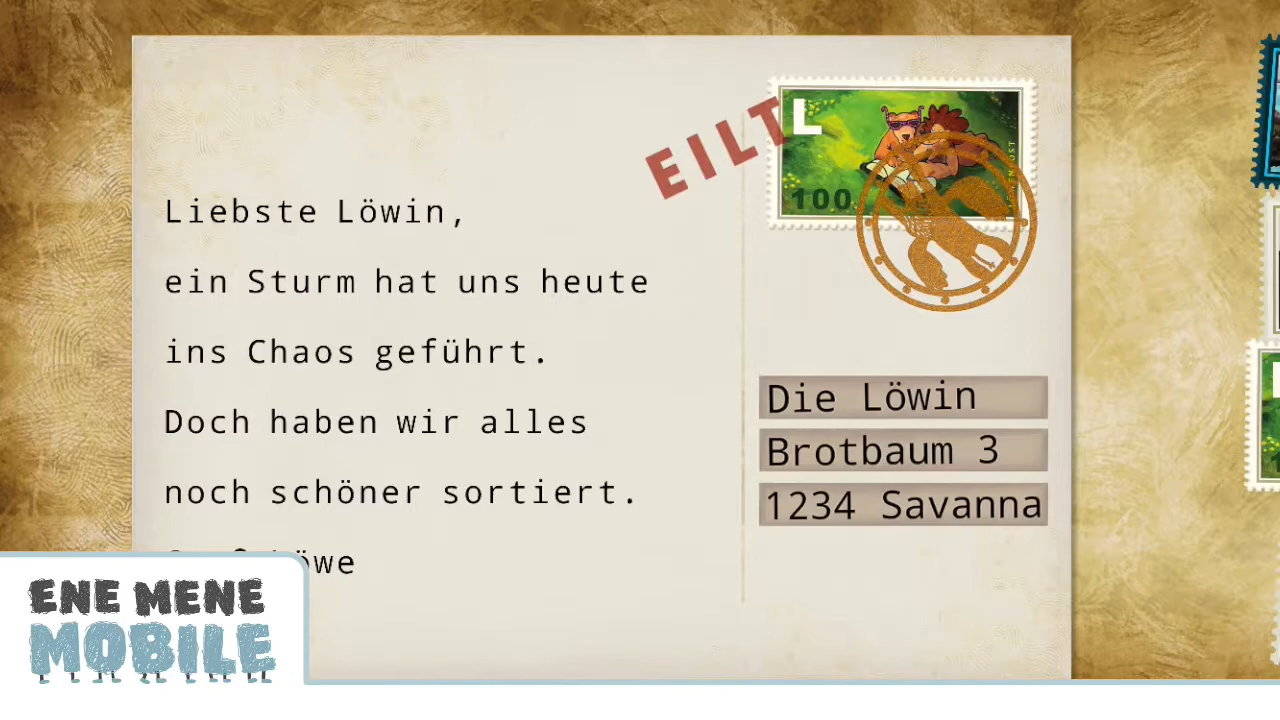 Liebste Löwin,
ein Sturm hat uns heute
ins Chaos geführt.
Doch haben wir alles
noch schöner sortiert.
Löwe
EILT
L
100
Die Löwin
Brotbaum 3
1234 Savanna
ENE MENE
MOBILE